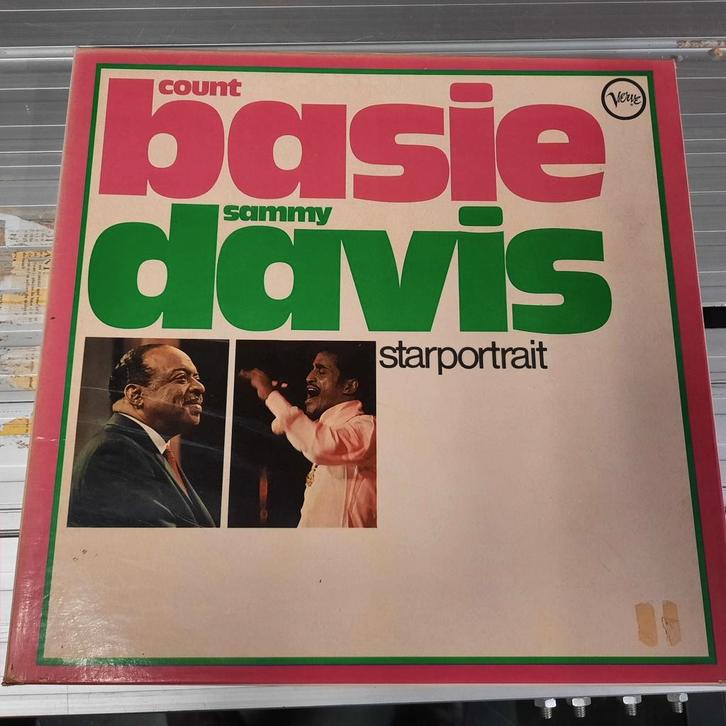 count
basie
Verve
sammy
davis
starportrait